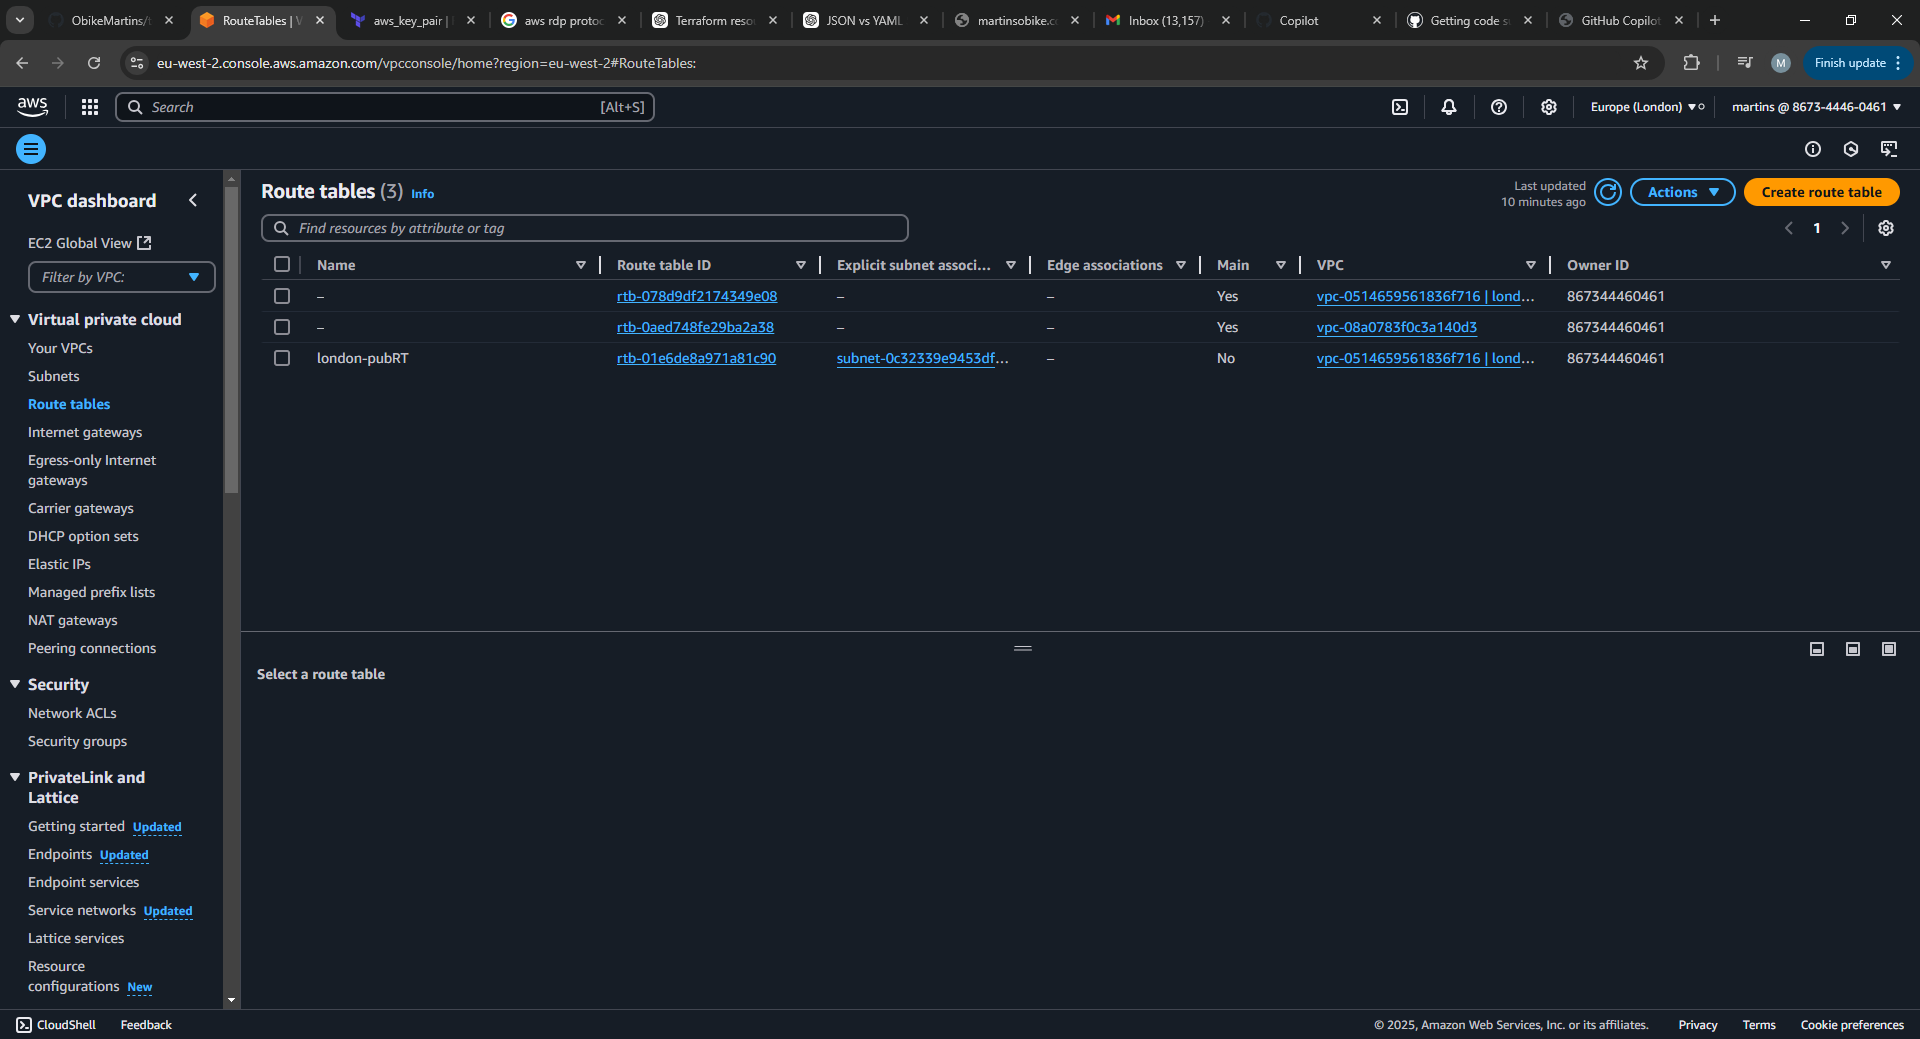 ObikeMartins/t
RouteTables | V
aws_key_pair |
aws rdp protoc
Terraform reso
JSON vs YAML
martinsobike.co
Inbox (13,157)
Copilot
Getting code s
GitHub Copilot
eu-west-2.console.aws.amazon.com/vpcconsole/home?region=eu-west-2#RouteTables:
M
Finish update
aws
Search
[Alt+S]
Europe (London)
martins @ 8673-4446-0461
VPC dashboard
EC2 Global View
Filter by VPC:
Virtual private cloud
Your VPCs
Subnets
Route tables
Internet gateways
Egress-only Internet
gateways
Carrier gateways
DHCP option sets
Elastic IPs
Managed prefix lists
NAT gateways
Peering connections
Security
Network ACLs
Security groups
PrivateLink and
Lattice
Getting started Updated
Endpoints Updated
Endpoint services
Service networks Updated
Lattice services
Resource
configurations New
Route tables (3) Info
Last updated
10 minutes ago
Actions
Create route table
Find resources by attribute or tag
1
Name Route table ID Explicit subnet associ... Edge associations Main VPC Owner ID
– rtb-078d9df2174349e08 – – Yes vpc-0514659561836f716 | lond... 867344460461
– rtb-0aed748fe29ba2a38 – – Yes vpc-08a0783f0c3a140d3 867344460461
london-pubRT rtb-01e6de8a971a81c90 subnet-0c32339e9453df... – No vpc-0514659561836f716 | lond... 867344460461
Select a route table
CloudShell Feedback © 2025, Amazon Web Services, Inc. or its affiliates. Privacy Terms Cookie preferences